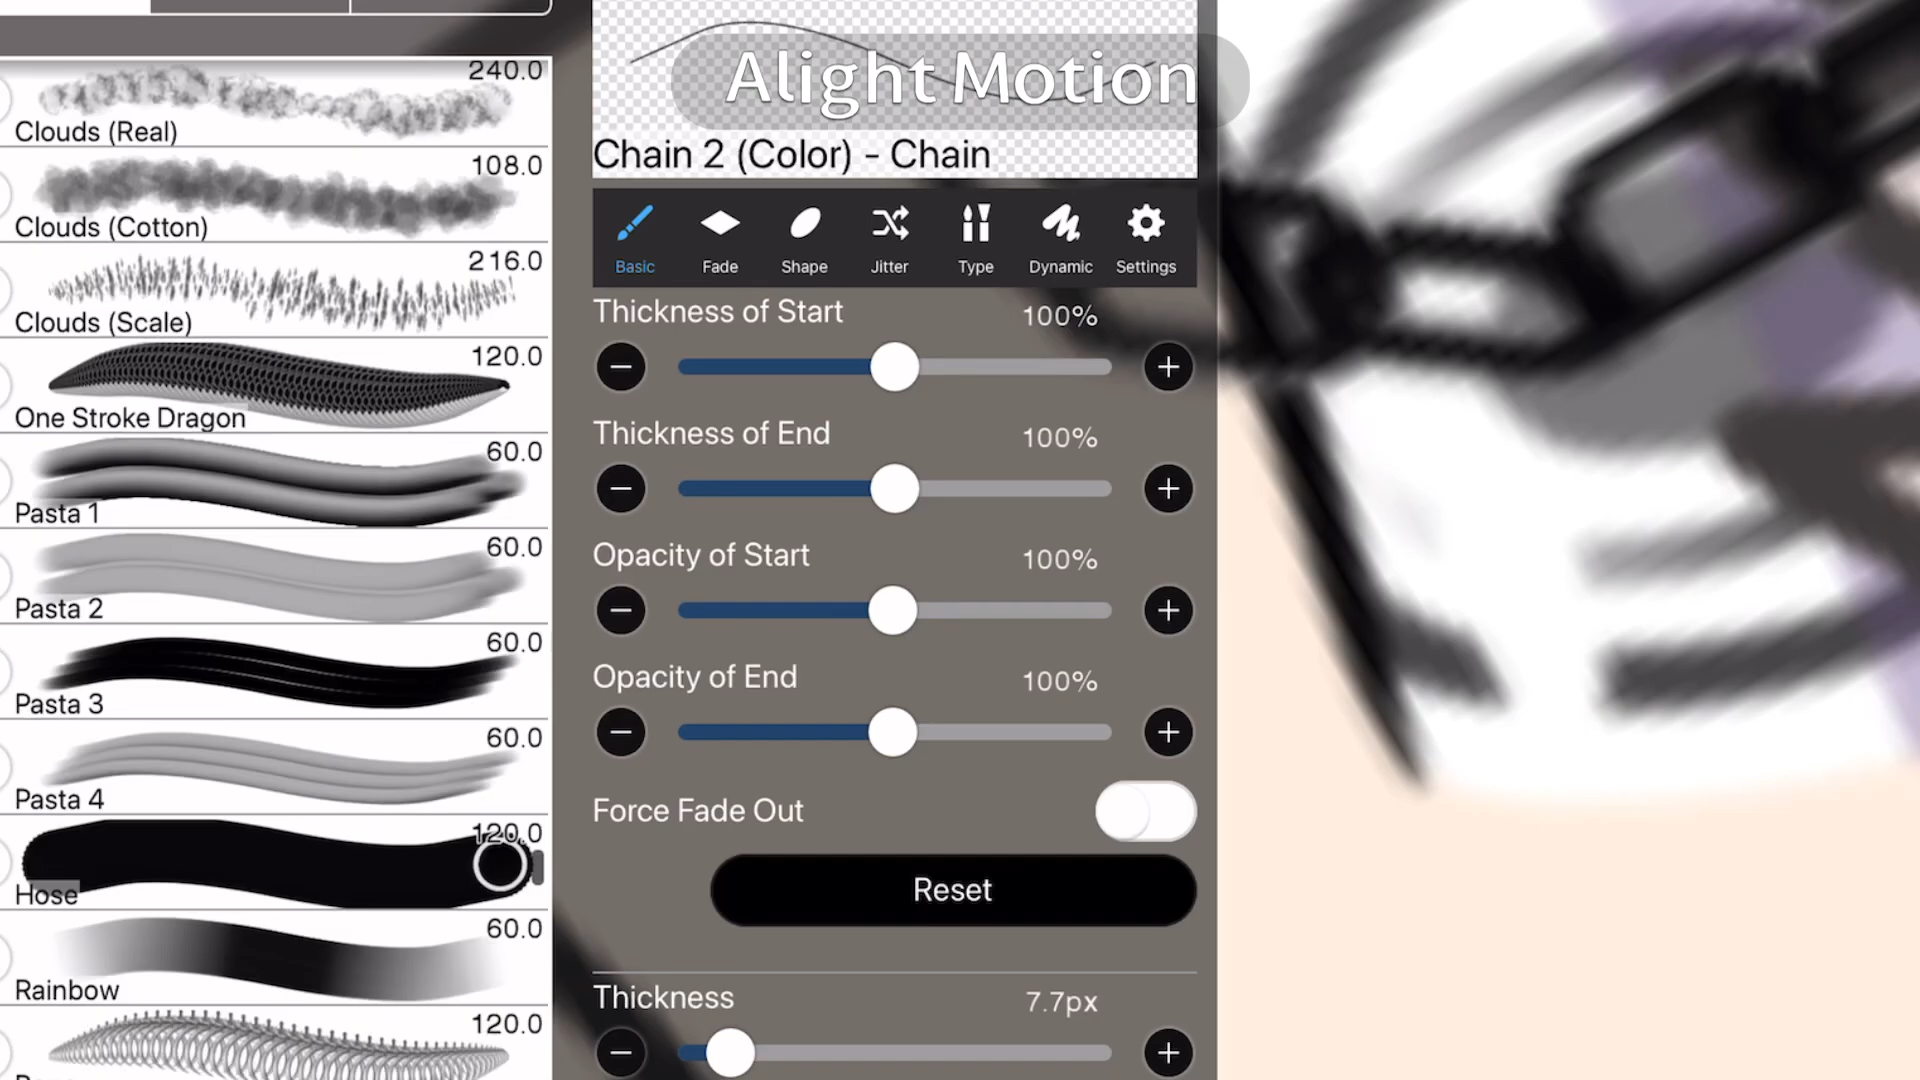 240.0
Clouds (Real)
108.0
Clouds (Cotton)
216.0
Clouds (Scale)
120.0
One Stroke Dragon
60.0
Pasta 1
60.0
Pasta 2
60.0
Pasta 3
60.0
Pasta 4
120.0
Hose
60.0
Rainbow
120.0
Alight Motion
Chain 2 (Color) - Chain
Basic Fade Shape Jitter Type Dynamic Settings
Thickness of Start 100%
Thickness of End 100%
Opacity of Start 100%
Opacity of End 100%
Force Fade Out
Reset
Thickness 7.7px